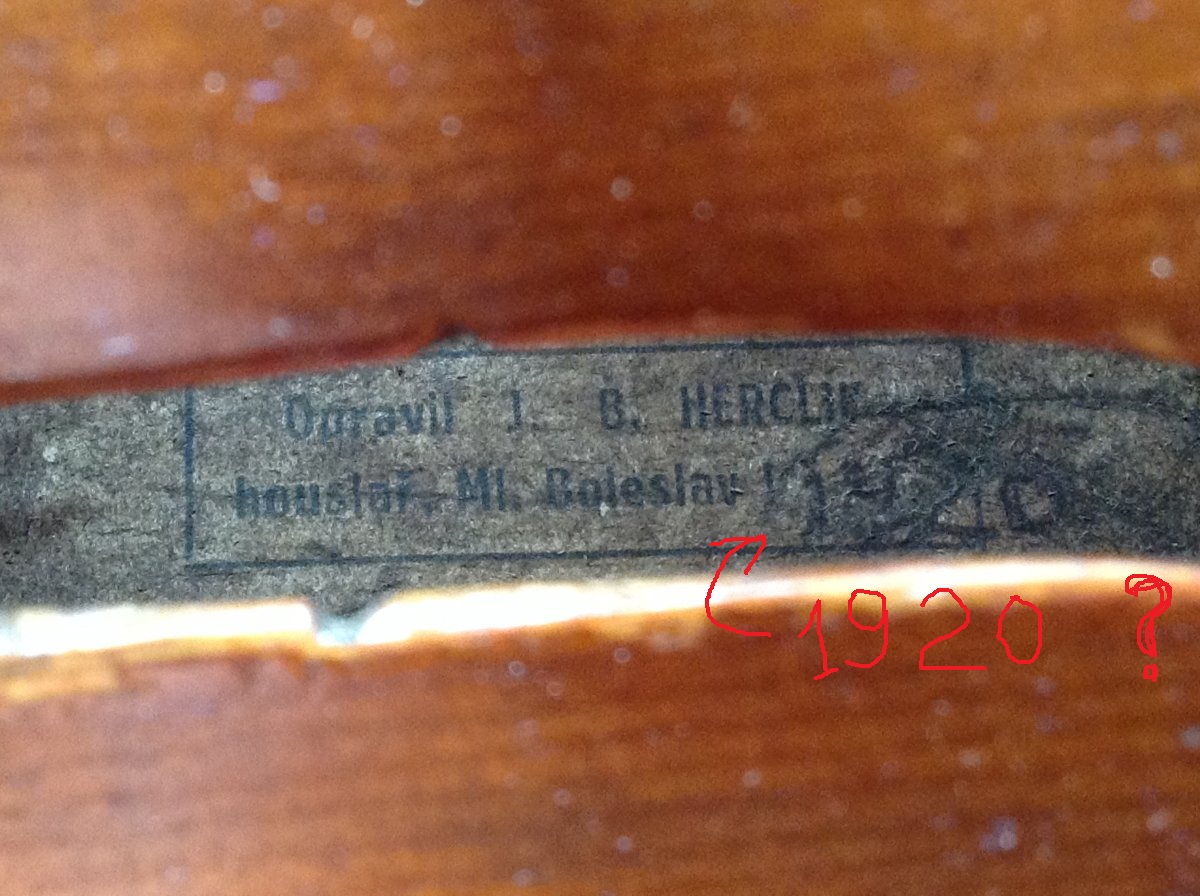 Opravil J. B. HERCLIK
houslař, Ml. Boleslav
1920 ?